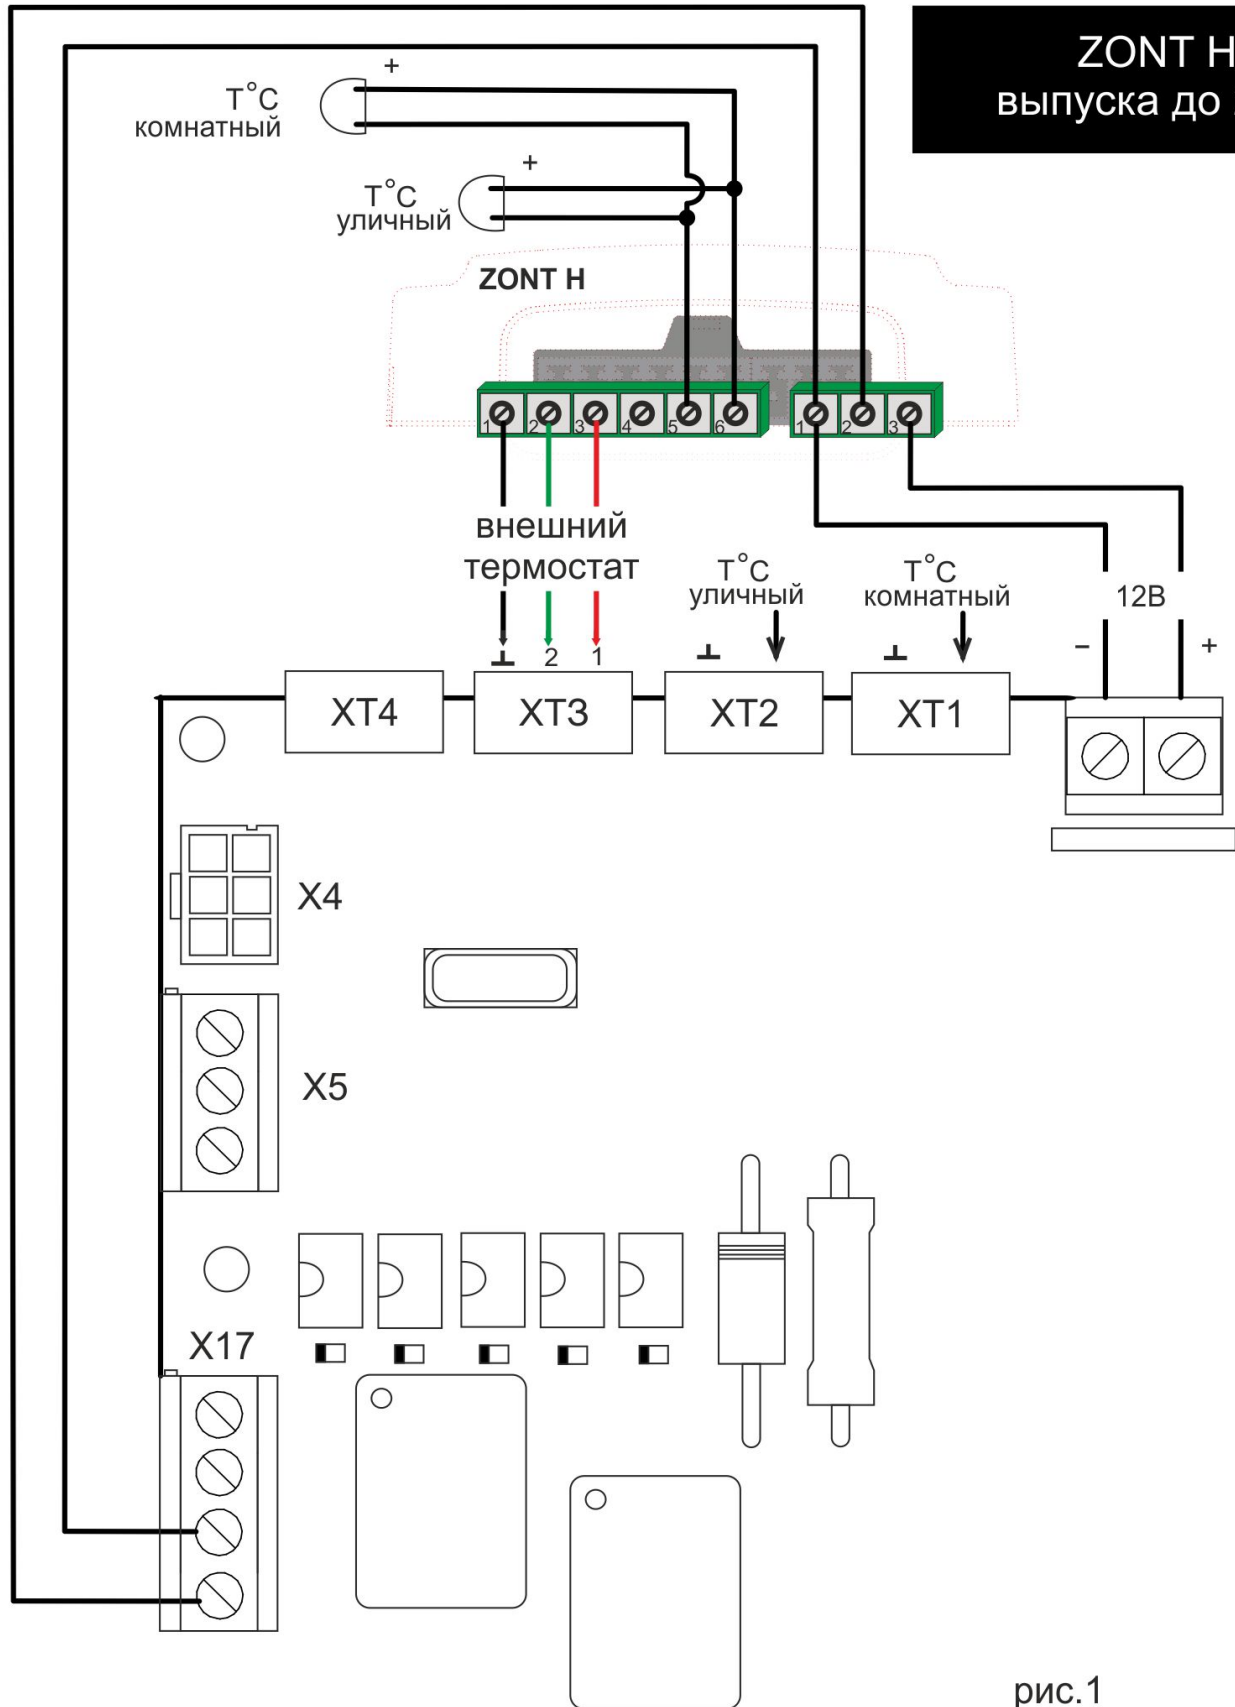 ZONT H
выпуска до
+
T°C
комнатный
+
T°C
уличный
ZONT H
1 2 3 4 5 6
1 2 3
внешний
термостат
T°C
уличный
T°C
комнатный
12В
− +
2 1
XT4 XT3 XT2 XT1
X4
X5
X17
рис.1